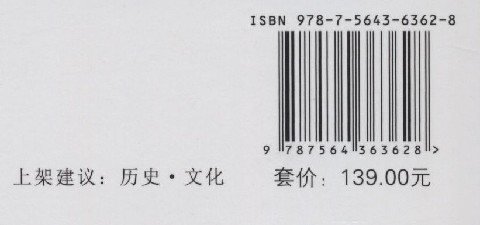 ISBN 978-7-5643-6362-8
9 787564 363628 >
上架建议：历史·文化 套价：139.00元